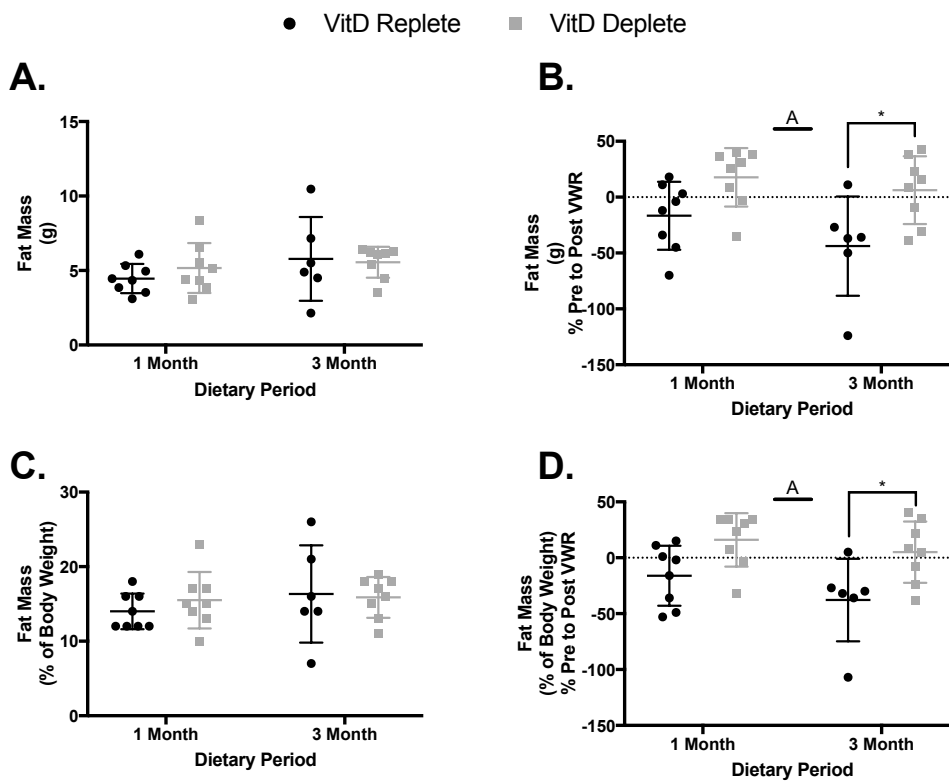 VitD Replete VitD Deplete
A.
15
10
5
0
Fat Mass
(g)
1 Month 3 Month
Dietary Period
B.
A
*
50
0
-50
-100
-150
Fat Mass
(g)
% Pre to Post VWR
1 Month 3 Month
Dietary Period
C.
30
20
10
0
Fat Mass
(% of Body Weight)
1 Month 3 Month
Dietary Period
D.
A
*
50
0
-50
-100
-150
Fat Mass
(% of Body Weight)
% Pre to Post VWR
1 Month 3 Month
Dietary Period